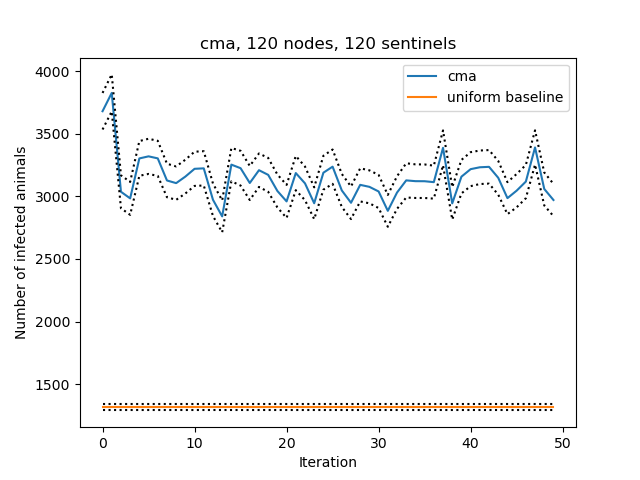 cma, 120 nodes, 120 sentinels
cma
uniform baseline
4000
3500
3000
2500
2000
1500
Number of infected animals
0
10
20
30
40
50
Iteration